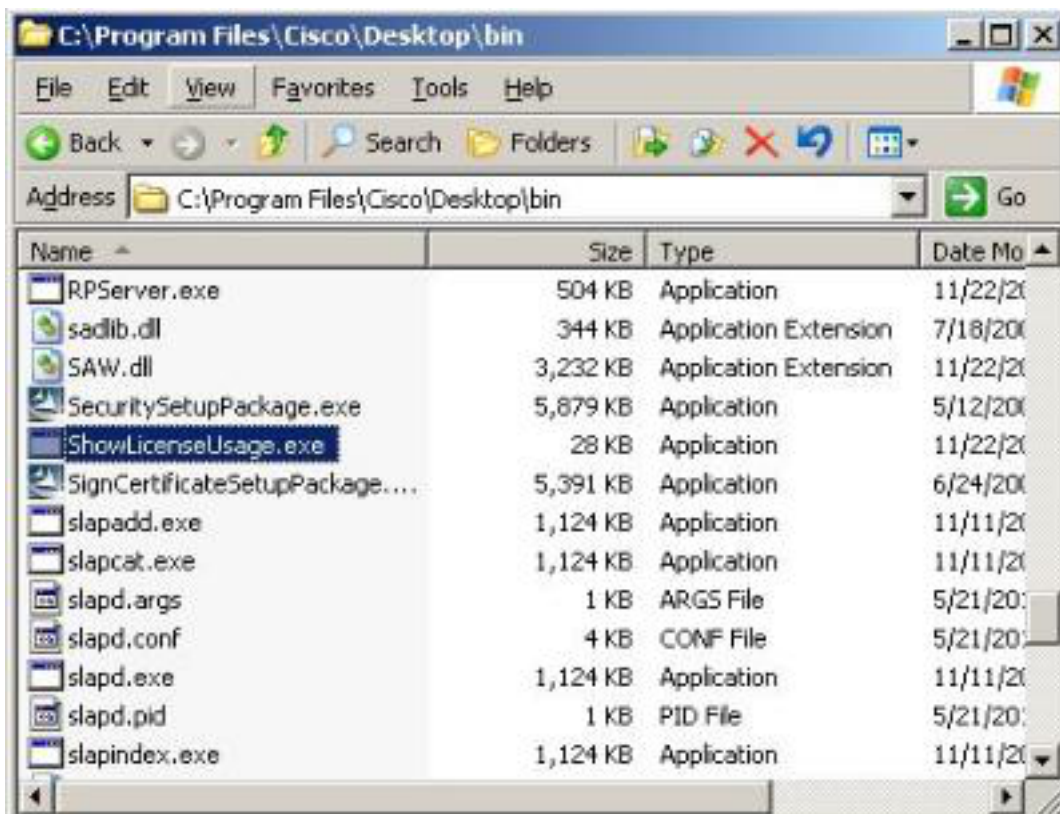 C:\Program Files\Cisco\Desktop\bin
File Edit View Favorites Tools Help
Back Search Folders
Address C:\Program Files\Cisco\Desktop\bin Go
Name Size Type Date Mo
RPServer.exe 504 KB Application 11/22/20
sadlib.dll 344 KB Application Extension 7/18/200
SAW.dll 3,232 KB Application Extension 11/22/20
SecuritySetupPackage.exe 5,879 KB Application 5/12/200
ShowLicenseUsage.exe 28 KB Application 11/22/20
SignCertificateSetupPackage.... 5,391 KB Application 6/24/200
slapadd.exe 1,124 KB Application 11/11/20
slapcat.exe 1,124 KB Application 11/11/20
slapd.args 1 KB ARGS File 5/21/20
slapd.conf 4 KB CONF File 5/21/20
slapd.exe 1,124 KB Application 11/11/20
slapd.pid 1 KB PID File 5/21/20
slapindex.exe 1,124 KB Application 11/11/20